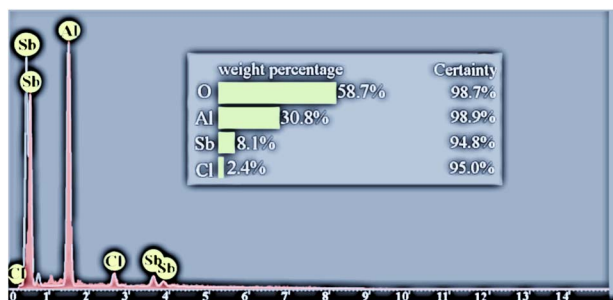 Sb Al
Sb
weight percentage Certainty
O 58.7% 98.7%
Al 30.8% 98.9%
Sb 8.1% 94.8%
Cl 2.4% 95.0%
Cl Cl Sb Sb
0 1 2 3 4 5 6 7 8 9 10 11 12 13 14